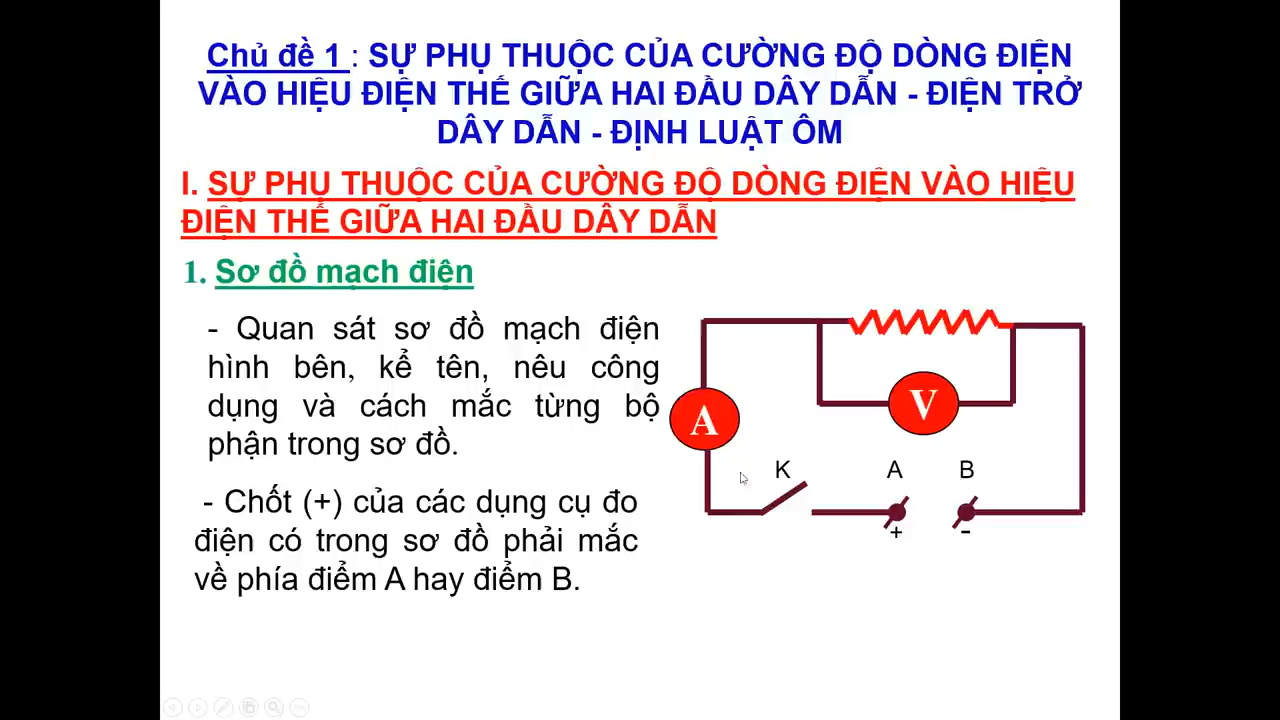 Chủ đề 1 : SỰ PHỤ THUỘC CỦA CƯỜNG ĐỘ DÒNG ĐIỆN
VÀO HIỆU ĐIỆN THẾ GIỮA HAI ĐẦU DÂY DẪN - ĐIỆN TRỞ
DÂY DẪN - ĐỊNH LUẬT ÔM
I. SỰ PHỤ THUỘC CỦA CƯỜNG ĐỘ DÒNG ĐIỆN VÀO HIỆU
ĐIỆN THẾ GIỮA HAI ĐẦU DÂY DẪN
1. Sơ đồ mạch điện
- Quan sát sơ đồ mạch điện
hình bên, kể tên, nêu công
dụng và cách mắc từng bộ
phận trong sơ đồ.
- Chốt (+) của các dụng cụ đo
điện có trong sơ đồ phải mắc
về phía điểm A hay điểm B.
V
A
K A B
+ -